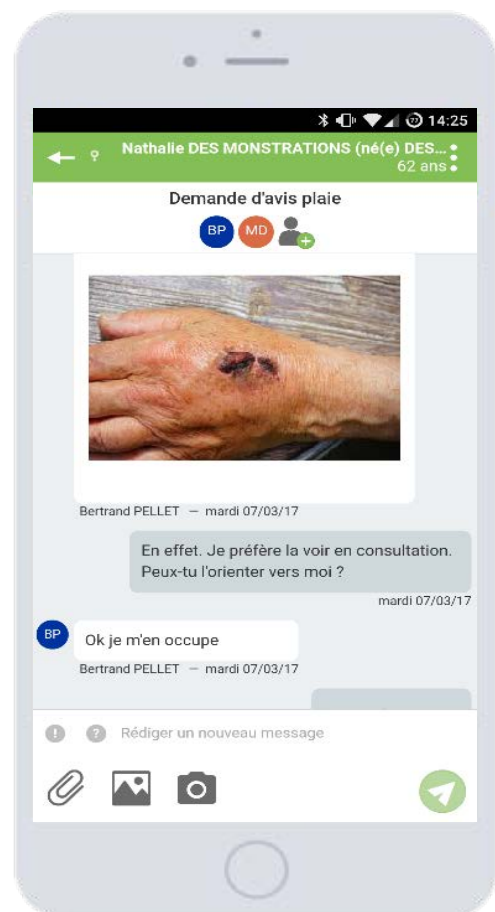 77 14:25
Nathalie DES MONSTRATIONS (né(e) DES...
62 ans
Demande d'avis plaie
BP MD
Bertrand PELLET — mardi 07/03/17
En effet. Je préfère la voir en consultation.
Peux-tu l'orienter vers moi ?
mardi 07/03/17
BP
Ok je m'en occupe
Bertrand PELLET — mardi 07/03/17
! ? Rédiger un nouveau message